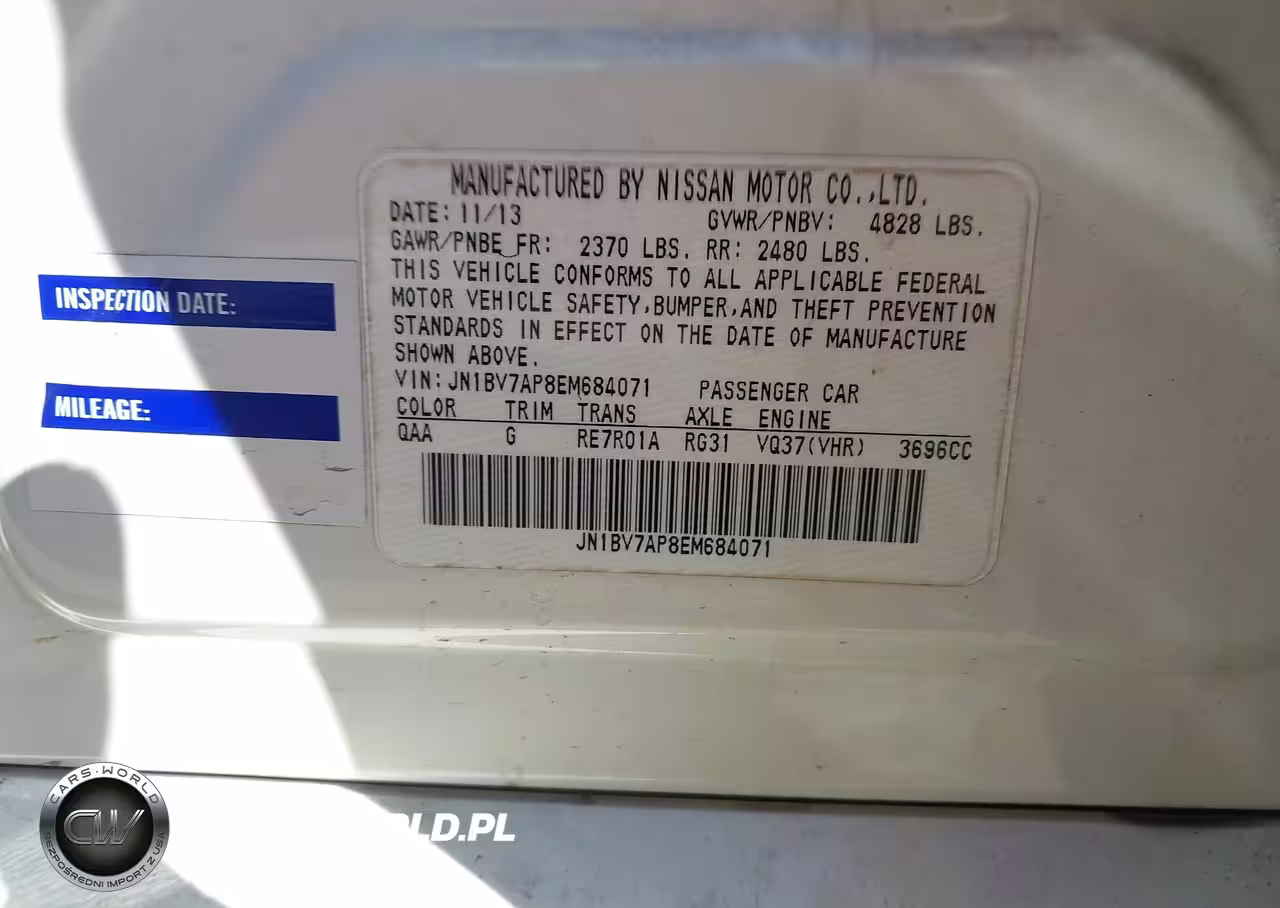 MANUFACTURED BY NISSAN MOTOR CO.,LTD.
DATE: 11/13 GVWR/PNBV: 4828 LBS.
GAWR/PNBE FR: 2370 LBS. RR: 2480 LBS.
THIS VEHICLE CONFORMS TO ALL APPLICABLE FEDERAL
MOTOR VEHICLE SAFETY,BUMPER,AND THEFT PREVENTION
STANDARDS IN EFFECT ON THE DATE OF MANUFACTURE
SHOWN ABOVE.
VIN:JN1BV7AP8EM684071 PASSENGER CAR
COLOR TRIM TRANS AXLE ENGINE
QAA G RE7R01A RG31 VQ37(VHR) 3696CC
JN1BV7AP8EM684071
INSPECTION DATE:
MILEAGE:
CARS·WORLD
CW
BEZPOŚREDNI IMPORT Z USA
LD.PL